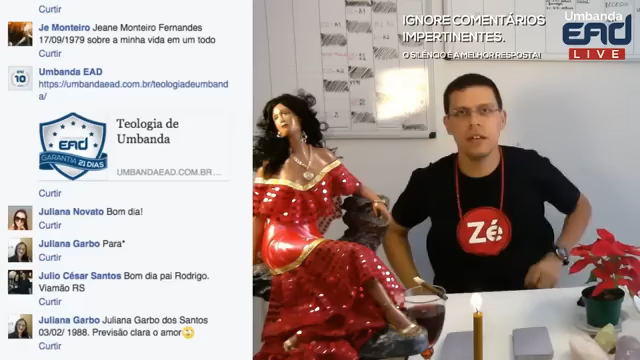 Curtir
Je Monteiro Jeane Monteiro Fernandes
17/09/1979 sobre a minha vida em um todo
Curtir
Umbanda EAD
https://umbandaead.com.br/teologiadeumband
a/
EAD
GARANTIA 21 DIAS
Teologia de
Umbanda
UMBANDAEAD.COM.BR...
Curtir
Juliana Novato Bom dia!
Curtir
Juliana Garbo Para*
Curtir
Julio César Santos Bom dia pai Rodrigo.
Viamão RS
Curtir
Juliana Garbo Juliana Garbo dos Santos
03/02/ 1988. Previsão clara o amor
Curtir
IGNORE COMENTÁRIOS
IMPERTINENTES.
O SILÊNCIO É A MELHOR RESPOSTA!
Umbanda
EAD
LIVE
Zé